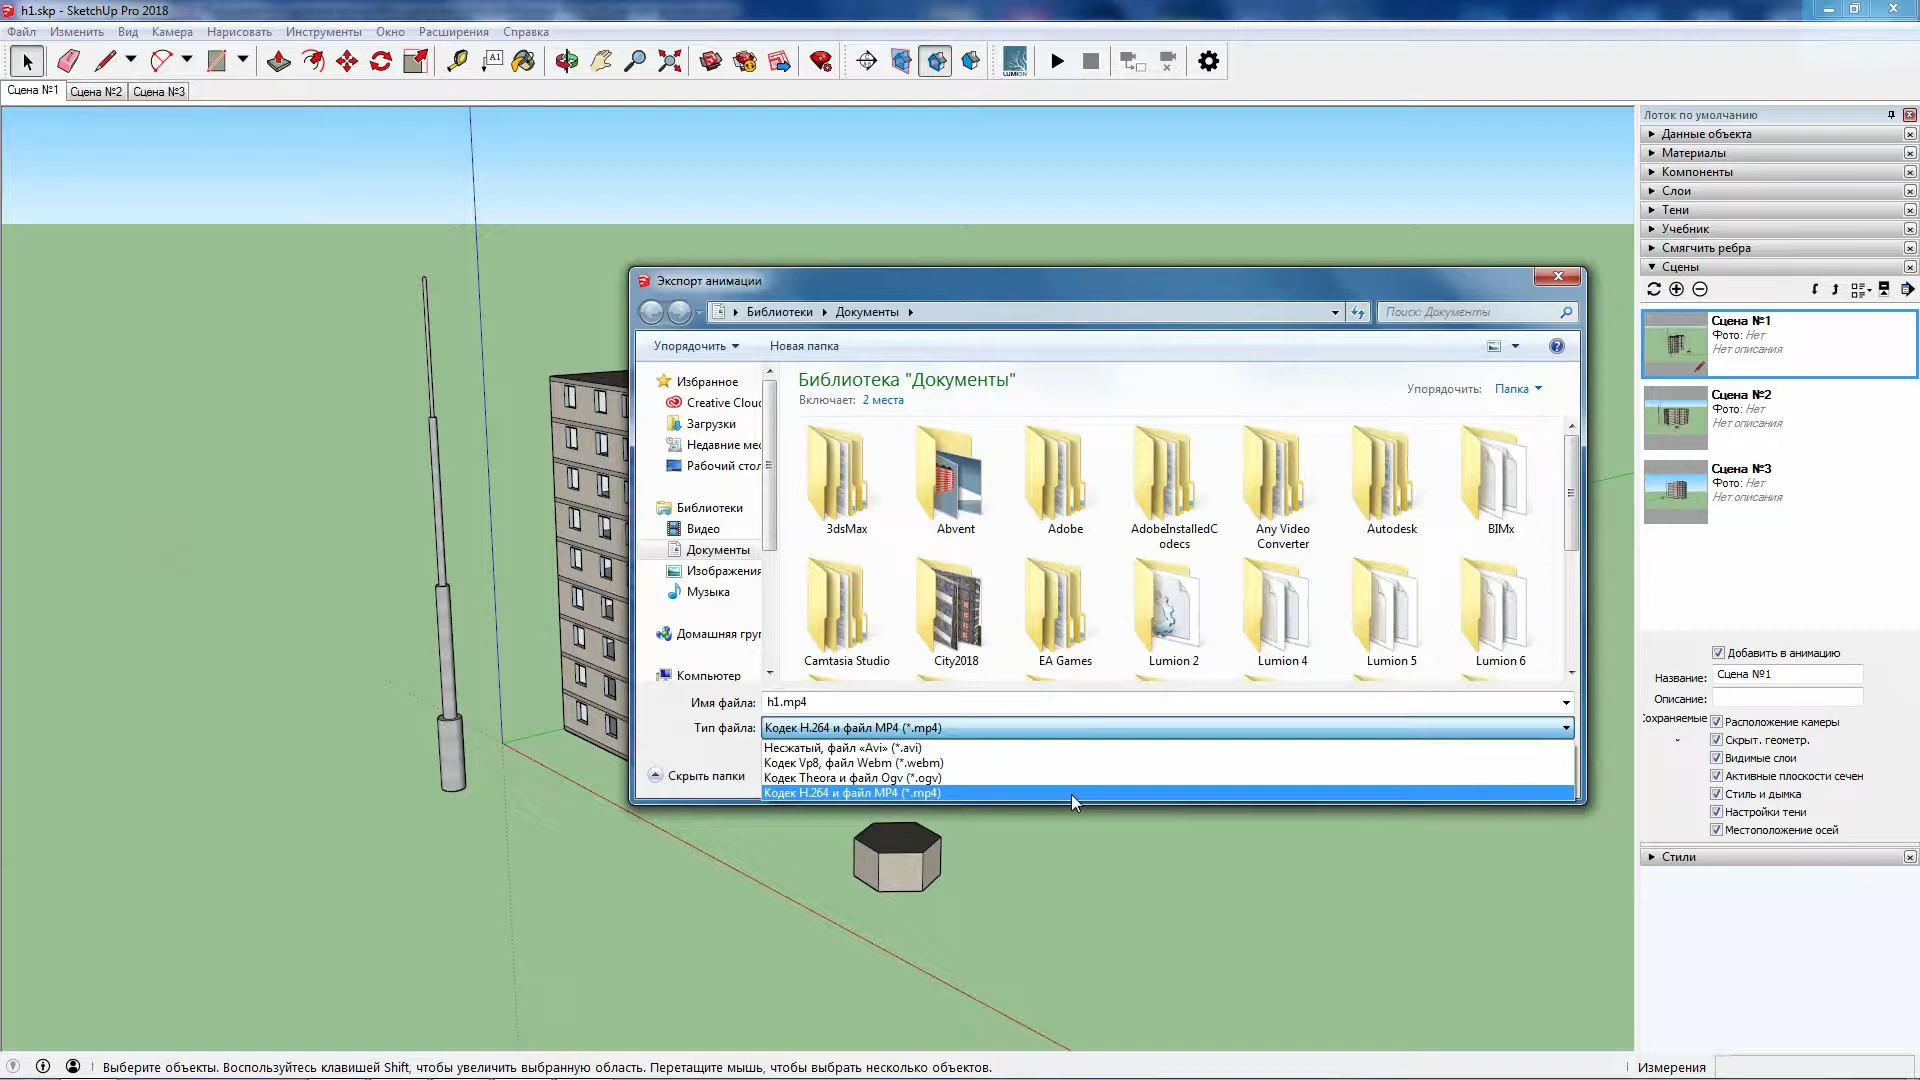 h1.skp - SketchUp Pro 2018
Файл Изменить Вид Камера Нарисовать Инструменты Окно Расширения Справка
A1
LUMION
Сцена №1 Сцена №2 Сцена №3
Лоток по умолчанию
Данные объекта
Материалы
Компоненты
Слои
Тени
Учебник
Смягчить ребра
Сцены
Сцена №1
Фото: Нет
Нет описания
Сцена №2
Фото: Нет
Нет описания
Сцена №3
Фото: Нет
Нет описания
Добавить в анимацию
Название: Сцена №1
Описание:
Сохраняемые
Расположение камеры
Скрыт. геометр.
Видимые слои
Активные плоскости сечен
Стиль и дымка
Настройки тени
Местоположение осей
Стили
Экспорт анимации
Библиотеки Документы
Поиск: Документы
Упорядочить Новая папка
Избранное
Creative Cloud
Загрузки
Недавние мес
Рабочий стол
Библиотеки
Видео
Документы
Изображения
Музыка
Домашняя груп
Компьютер
Библиотека "Документы"
Включает: 2 места
Упорядочить: Папка
3dsMax
Abvent
Adobe
AdobeInstalledC
odecs
Any Video
Converter
Autodesk
BIMx
Camtasia Studio
City2018
EA Games
Lumion 2
Lumion 4
Lumion 5
Lumion 6
Имя файла: h1.mp4
Тип файла: Кодек H.264 и файл MP4 (*.mp4)
Несжатый, файл «Avi» (*.avi)
Кодек Vp8, файл Webm (*.webm)
Кодек Theora и файл Ogv (*.ogv)
Кодек H.264 и файл MP4 (*.mp4)
Скрыть папки
Выберите объекты. Воспользуйтесь клавишей Shift, чтобы увеличить выбранную область. Перетащите мышь, чтобы выбрать несколько объектов.
Измерения